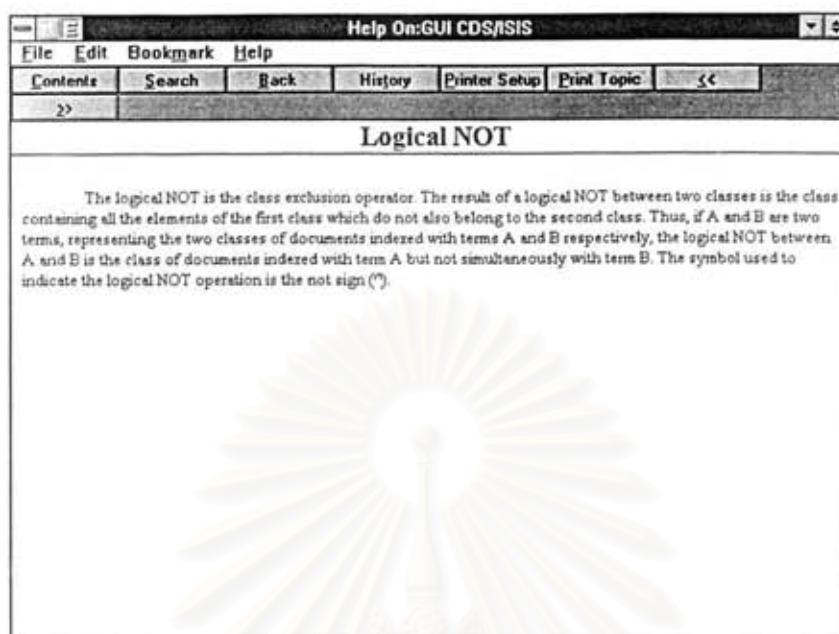 Help On:GUI CDS/ISIS
File Edit Bookmark Help
Contents Search Back History Printer Setup Print Topic <<
>>
Logical NOT
The logical NOT is the class exclusion operator. The result of a logical NOT between two classes is the class
containing all the elements of the first class which do not also belong to the second class. Thus, if A and B are two
terms, representing the two classes of documents indexed with terms A and B respectively, the logical NOT between
A and B is the class of documents indexed with term A but not simultaneously with term B. The symbol used to
indicate the logical NOT operation is the not sign (^).